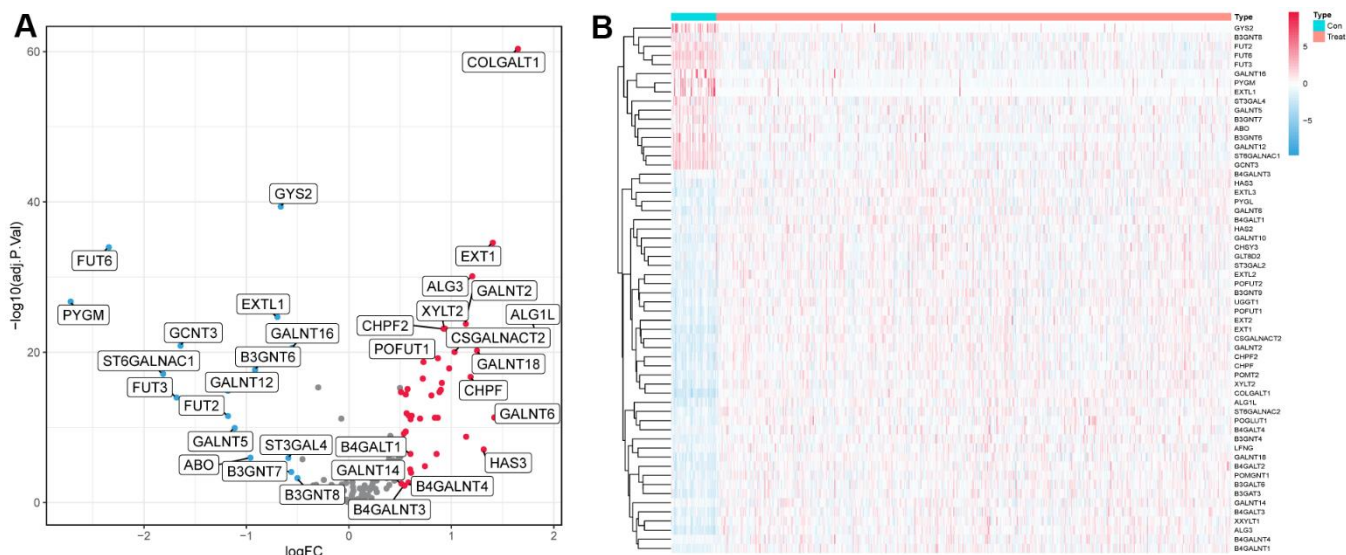 A
60
40
20
0
−log10(adj.P.Val)
−2
−1
0
1
2
logFC
COLGALT1
GYS2
FUT6
EXT1
ALG3
GALNT2
PYGM
EXTL1
XYLT2
ALG1L
GCNT3
GALNT16
CHPF2
CSGALNACT2
ST6GALNAC1
B3GNT6
POFUT1
GALNT18
FUT3
GALNT12
CHPF
FUT2
GALNT6
GALNT5
ST3GAL4
B4GALT1
ABO
B3GNT7
GALNT14
HAS3
B3GNT8
B4GALNT4
B4GALNT3
B
Type
GYS2
B3GNT8
FUT2
FUT6
FUT3
GALNT16
PYGM
EXTL1
ST3GAL4
GALNT5
B3GNT7
ABO
B3GNT6
GALNT12
ST6GALNAC1
GCNT3
B4GALNT3
HAS3
EXTL3
PYGL
GALNT6
B4GALT1
HAS2
GALNT10
CHSY3
GLT8D2
ST3GAL2
EXTL2
POFUT2
B3GNT9
UGGT1
POFUT1
EXT2
EXT1
CSGALNACT2
GALNT2
CHPF2
CHPF
POMT2
XYLT2
COLGALT1
ALG1L
ST6GALNAC2
POGLUT1
B4GALT4
B3GNT4
LFNG
GALNT18
B4GALT2
POMGNT1
B3GALT6
B3GAT3
GALNT14
B4GALT3
XXYLT1
ALG3
B4GALNT4
B4GALNT1
5
0
−5
Type
Con
Treat